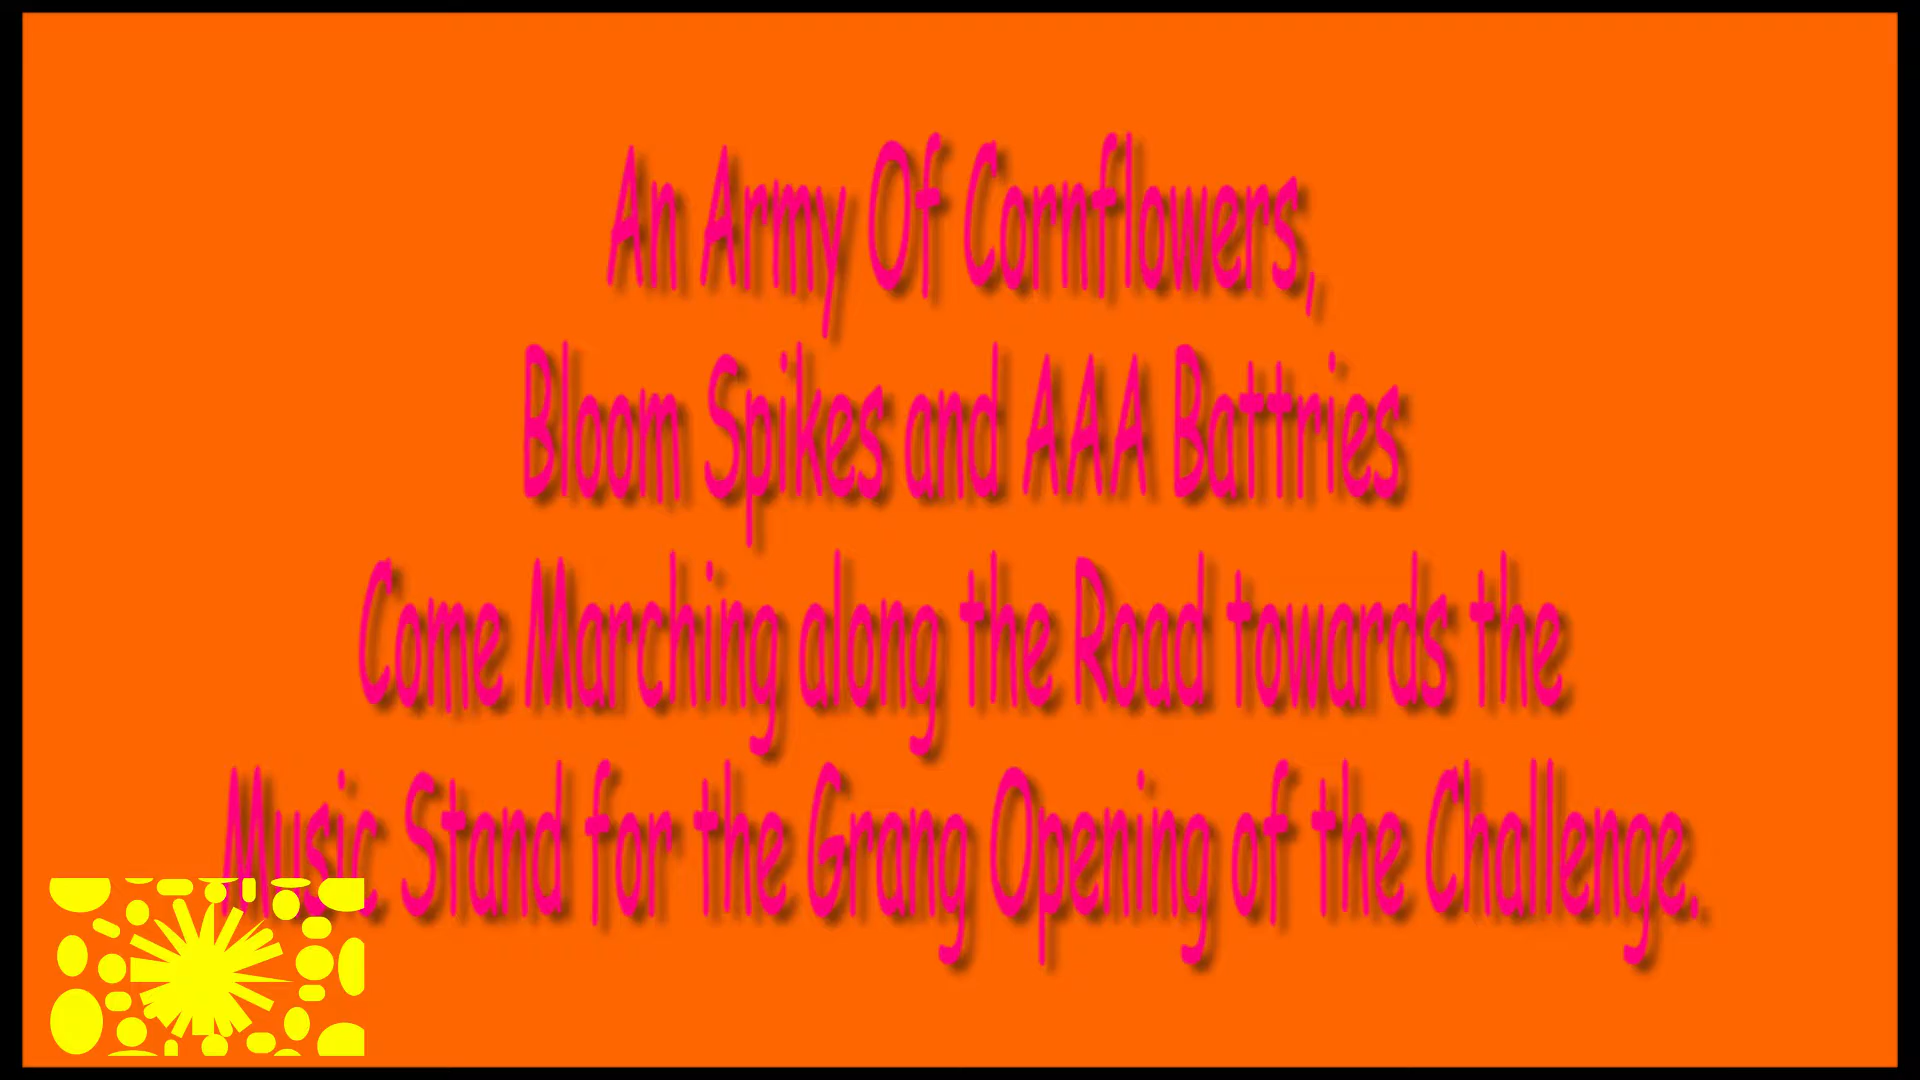 An Army Of Cornflowers,
Bloom Spikes and AAA Battries
Come Marching along the Road towards the
Music Stand for the Grang Opening of the Challenge.